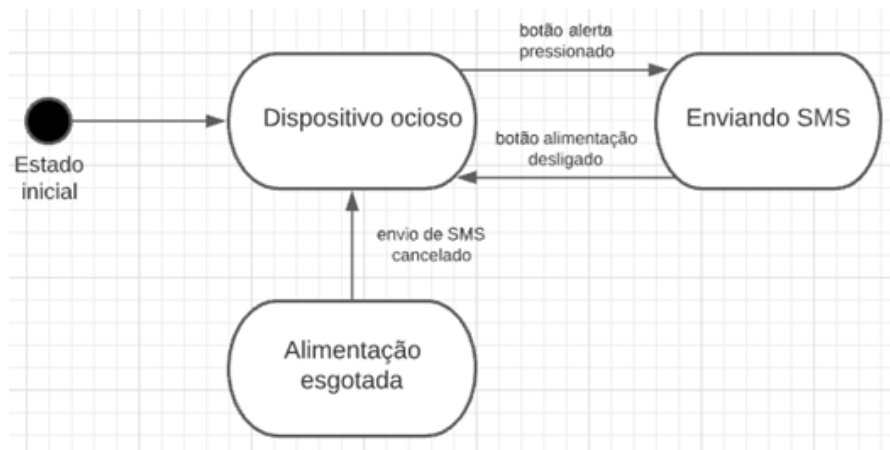 botão alerta
pressionado
Dispositivo ocioso
Enviando SMS
Estado
inicial
botão alimentação
desligado
envio de SMS
cancelado
Alimentação
esgotada